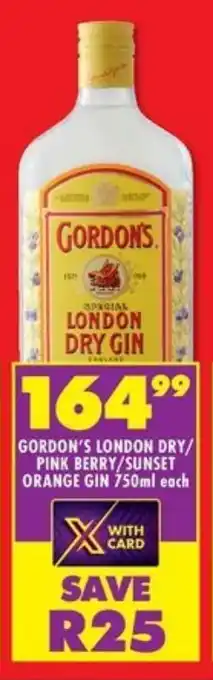 GORDON'S.
SPECIAL
LONDON
DRY GIN
ENGLAND
164⁹⁹
GORDON'S LONDON DRY/
PINK BERRY/SUNSET
ORANGE GIN 750ml each
X WITH
CARD
SAVE
R25